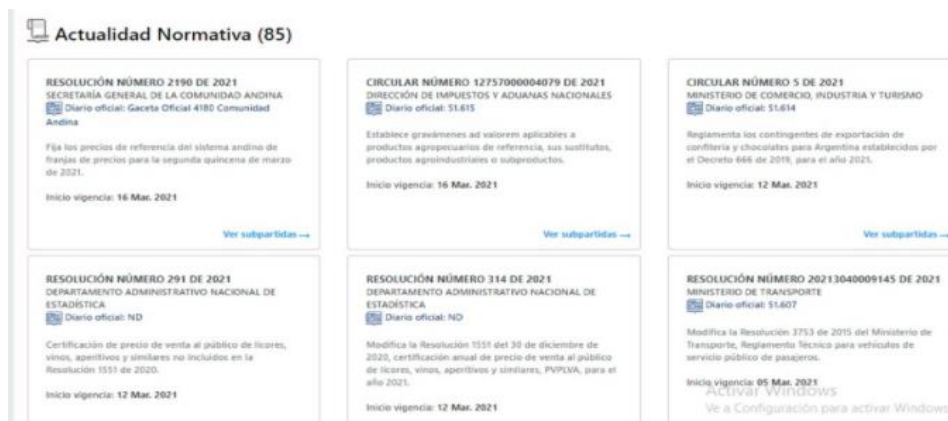 Actualidad Normativa (85)
RESOLUCIÓN NÚMERO 2190 DE 2021
SECRETARÍA GENERAL DE LA COMUNIDAD ANDINA
Diario oficial: Gaceta Oficial 4180 Comunidad
Andina
Fija los precios de referencia del sistema andino de
franjas de precios para la segunda quincena de marzo
de 2021.
Inicio vigencia: 16 Mar. 2021
Ver subpartidas →
CIRCULAR NÚMERO 12757000004079 DE 2021
DIRECCIÓN DE IMPUESTOS Y ADUANAS NACIONALES
Diario oficial: 51.615
Establece gravámenes ad valorem aplicables a
productos agropecuarios de referencia, sus sustitutos,
productos agroindustriales o subproductos.
Inicio vigencia: 16 Mar. 2021
Ver subpartidas →
CIRCULAR NÚMERO 5 DE 2021
MINISTERIO DE COMERCIO, INDUSTRIA Y TURISMO
Diario oficial: 51.614
Reglamenta los contingentes de exportación de
confitería y chocolates para Argentina establecidos por
el Decreto 666 de 2019, para el año 2021.
Inicio vigencia: 12 Mar. 2021
Ver subpartidas →
RESOLUCIÓN NÚMERO 291 DE 2021
DEPARTAMENTO ADMINISTRATIVO NACIONAL DE
ESTADÍSTICA
Diario oficial: ND
Certificación de precio de venta al público de licores,
vinos, aperitivos y similares no incluidos en la
Resolución 1551 de 2020.
Inicio vigencia: 12 Mar. 2021
RESOLUCIÓN NÚMERO 314 DE 2021
DEPARTAMENTO ADMINISTRATIVO NACIONAL DE
ESTADÍSTICA
Diario oficial: ND
Modifica la Resolución 1551 del 30 de diciembre de
2020, certificación anual de precio de venta al público
de licores, vinos, aperitivos y similares, PVPLVA, para el
año 2021.
Inicio vigencia: 12 Mar. 2021
RESOLUCIÓN NÚMERO 20213040009145 DE 2021
MINISTERIO DE TRANSPORTE
Diario oficial: 51.607
Modifica la Resolución 3753 de 2015 del Ministerio de
Transporte, Reglamento Técnico para vehículos de
servicio público de pasajeros.
Inicio vigencia: 05 Mar. 2021
Activar Windows
Ve a Configuración para activar Windows